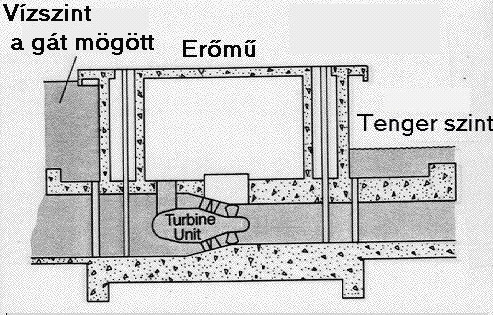 Vízszint
a gát mögött
Erőmű
Tenger szint
Turbine
Unit